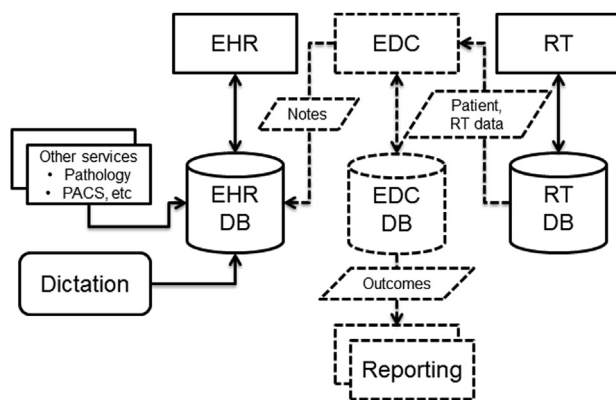 EHR
EDC
RT
Notes
Patient,
RT data
Other services
• Pathology
• PACS, etc
EHR
DB
EDC
DB
RT
DB
Dictation
Outcomes
Reporting